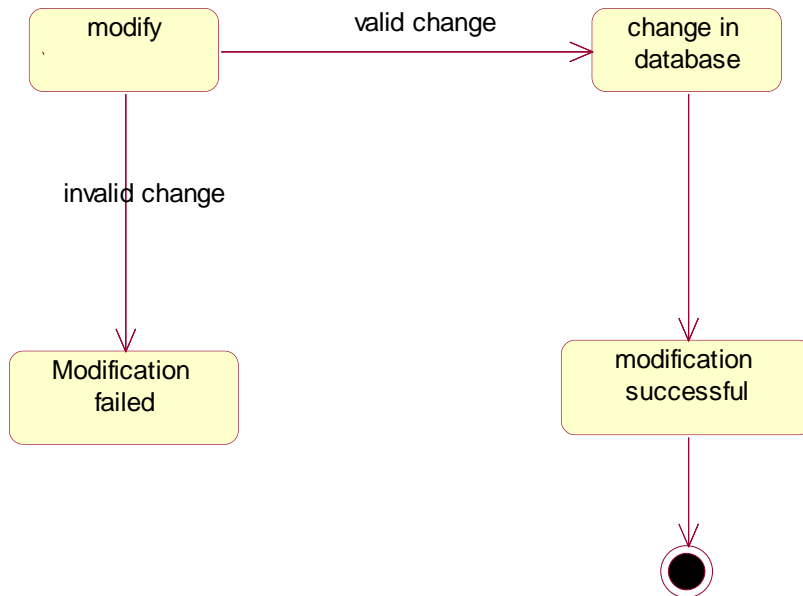 modify
valid change
change in
database
invalid change
Modification
failed
modification
successful